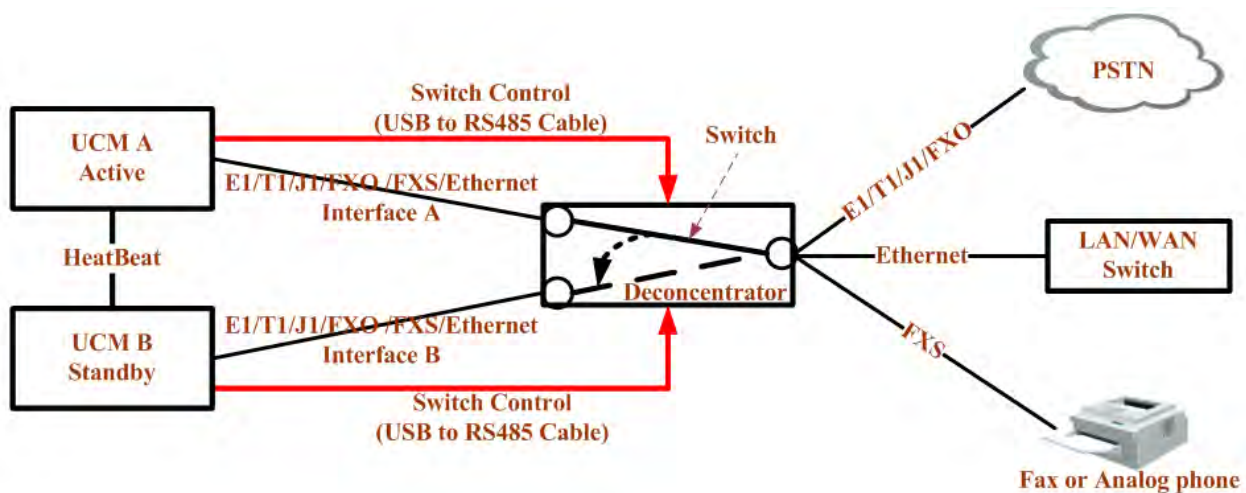 UCM A
Active
HeatBeat
UCM B
Standby
Switch Control
(USB to RS485 Cable)
E1/T1/J1/FXO /FXS/Ethernet
Interface A
Switch
Deconcentrator
E1/T1/J1/FXO /FXS/Ethernet
Interface B
Switch Control
(USB to RS485 Cable)
PSTN
E1/T1/J1/FXO
Ethernet
LAN/WAN
Switch
FXS
Fax or Analog phone